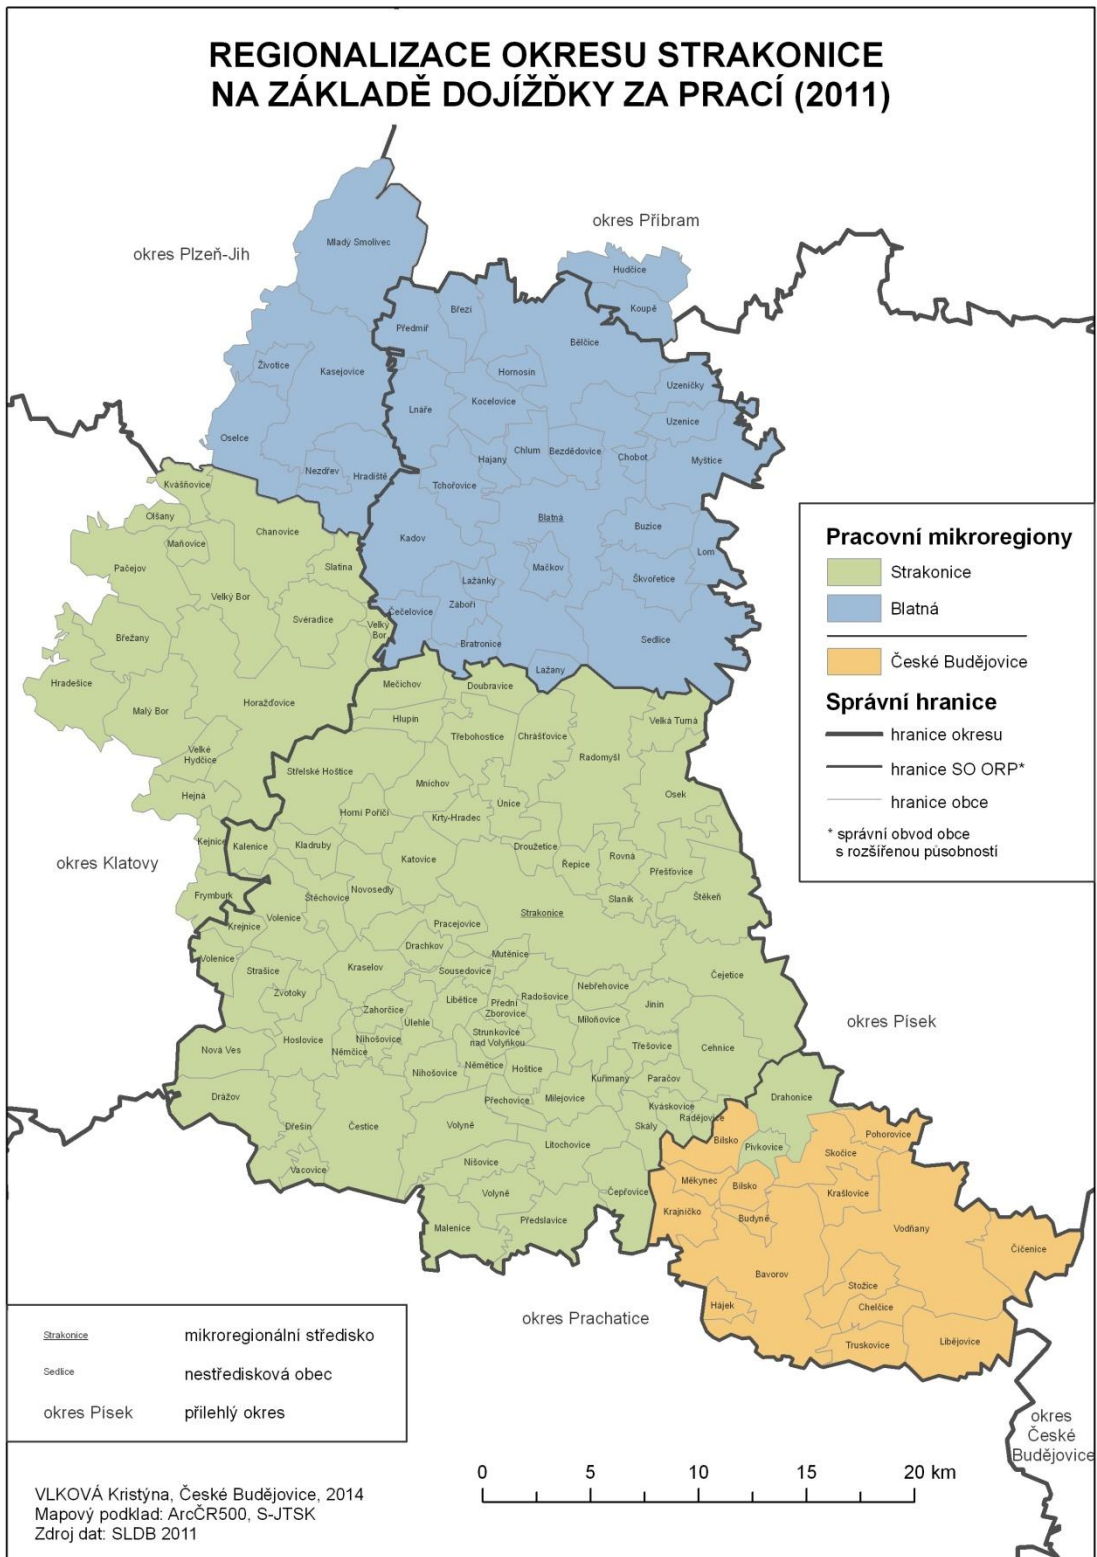 REGIONALIZACE OKRESU STRAKONICE
NA ZÁKLADĚ DOJÍŽĎKY ZA PRACÍ (2011)
okres Příbram
okres Plzeň-Jih
Mladý Smolivec
Hudčice
Koupě
Březí
Předmíř
Bělčice
Životice
Kasejovice
Hornosín
Uzeničky
Kocelovice
Lnáře
Uzenice
Oselce
Hajany
Chlum
Bezdědovice
Chobot
Myštice
Nezdřev
Hradiště
Tchořovice
Kvášňovice
Olšany
Chanovice
Blatná
Buzice
Maňovice
Kadov
Lom
Pačejov
Slatina
Mačkov
Lažánky
Škvořetice
Velký Bor
Čečelovice
Záboří
Svéradice
Velký
Bor
Břežany
Bratronice
Sedlice
Lažany
Hradešice
Mečichov
Doubravice
Malý Bor
Horažďovice
Hlupín
Velká Turná
Třebohostice
Chrášťovice
Radomyšl
Velké
Hydčice
Střelské Hoštice
Mnichov
Osek
Hejná
Únice
Horní Poříčí
Krty-Hradec
Kejnice
Kalenice
Kladruby
Droužetice
Katovice
Řepice
Rovná
Přešťovice
okres Klatovy
Frymburk
Štěchovice
Novosedly
Slaník
Štěkeň
Krejnice
Volenice
Strakonice
Pracejovice
Drachkov
Mutěnice
Volenice
Strašice
Kraselov
Sousedovice
Čejetice
Nebřehovice
Zvotoky
Libětice
Přední
Zborovice
Radošovice
Jinín
Zahorčice
Úlehle
Miloňovice
okres Písek
Strunkovice
nad Volyňkou
Hoslovice
Nihošovice
Němčice
Třešovice
Cehnice
Nová Ves
Nihošovice
Němětice
Hoštice
Kuřimany
Paračov
Drážov
Přechovice
Milejovice
Kváskovice
Drahonice
Radějovice
Dřešín
Čestice
Volyně
Skály
Litochovice
Bílsko
Pivkovice
Pohorovice
Skočice
Vacovice
Nišovice
Měkynec
Bílsko
Volyně
Čepřovice
Krašlovice
Krajníčko
Budyně
Malenice
Předslavice
Vodňany
Čičenice
Bavorov
Stožice
Hájek
Chelčice
okres Prachatice
Truskovice
Libějovice
okres
České
Budějovice
Pracovní mikroregiony
Strakonice
Blatná
České Budějovice
Správní hranice
hranice okresu
hranice SO ORP*
hranice obce
* správní obvod obce
s rozšířenou působností
Strakonice mikroregionální středisko
Sedlice nestředisková obec
okres Písek přilehlý okres
0 5 10 15 20 km
VLKOVÁ Kristýna, České Budějovice, 2014
Mapový podklad: ArcČR500, S-JTSK
Zdroj dat: SLDB 2011